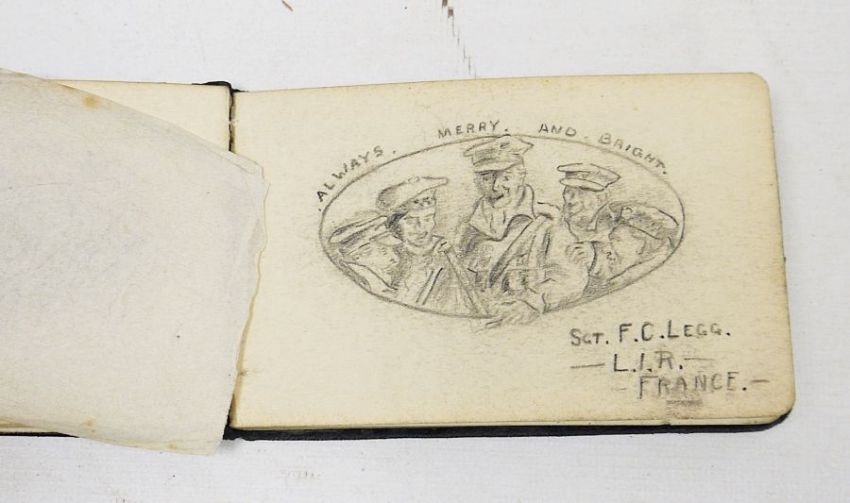 ALWAYS. MERRY. AND. BRIGHT.
SGT. F.C. LEGG.
— L.I.R. —
— FRANCE. —